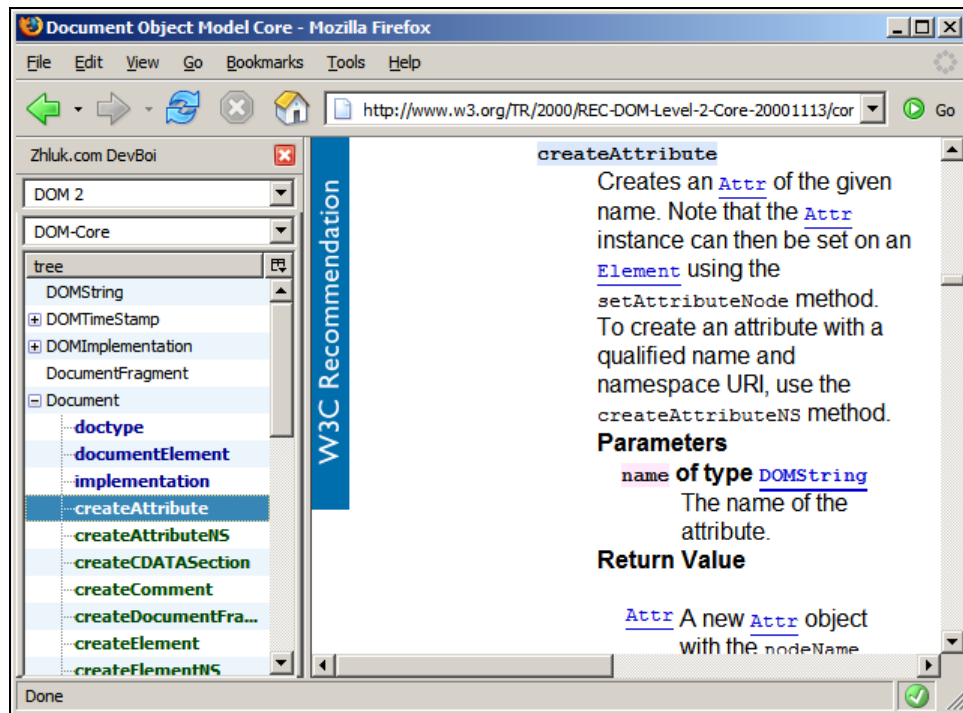 Document Object Model Core - Mozilla Firefox
File Edit View Go Bookmarks Tools Help
http://www.w3.org/TR/2000/REC-DOM-Level-2-Core-20001113/cor Go
Zhluk.com DevBoi
DOM 2
DOM-Core
tree
DOMString
DOMTimeStamp
DOMImplementation
DocumentFragment
Document
doctype
documentElement
implementation
createAttribute
createAttributeNS
createCDATASection
createComment
createDocumentFra...
createElement
createElementNS
W3C Recommendation
createAttribute
Creates an Attr of the given
name. Note that the Attr
instance can then be set on an
Element using the
setAttributeNode method.
To create an attribute with a
qualified name and
namespace URI, use the
createAttributeNS method.
Parameters
name of type DOMString
The name of the
attribute.
Return Value
Attr A new Attr object
with the nodeName
Done